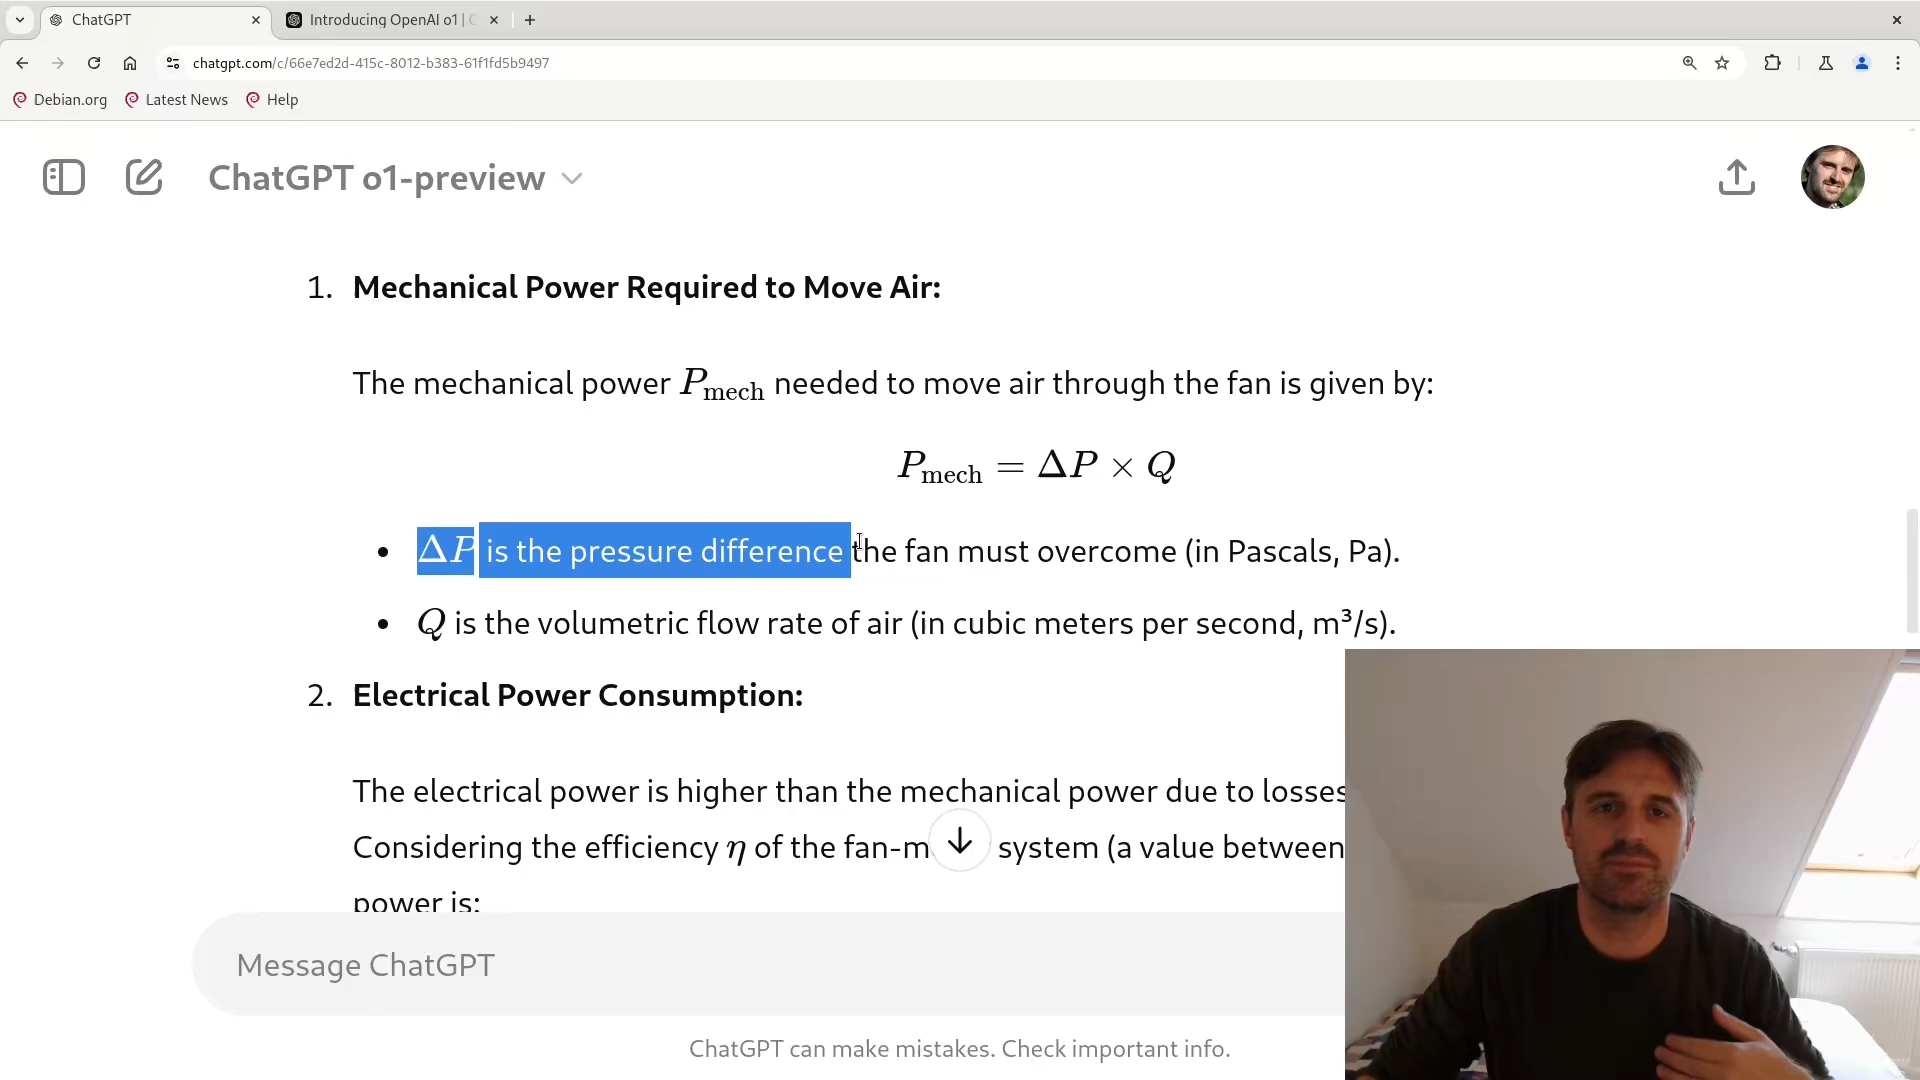 ChatGPT
Introducing OpenAI o1 |
chatgpt.com/c/66e7ed2d-415c-8012-b383-61f1fd5b9497
Debian.org
Latest News
Help
ChatGPT o1-preview
1. Mechanical Power Required to Move Air:
The mechanical power P_mech needed to move air through the fan is given by:
P_mech = ΔP × Q
• ΔP is the pressure difference the fan must overcome (in Pascals, Pa).
• Q is the volumetric flow rate of air (in cubic meters per second, m³/s).
2. Electrical Power Consumption:
The electrical power is higher than the mechanical power due to losses
Considering the efficiency η of the fan-m system (a value between
power is:
Message ChatGPT
ChatGPT can make mistakes. Check important info.